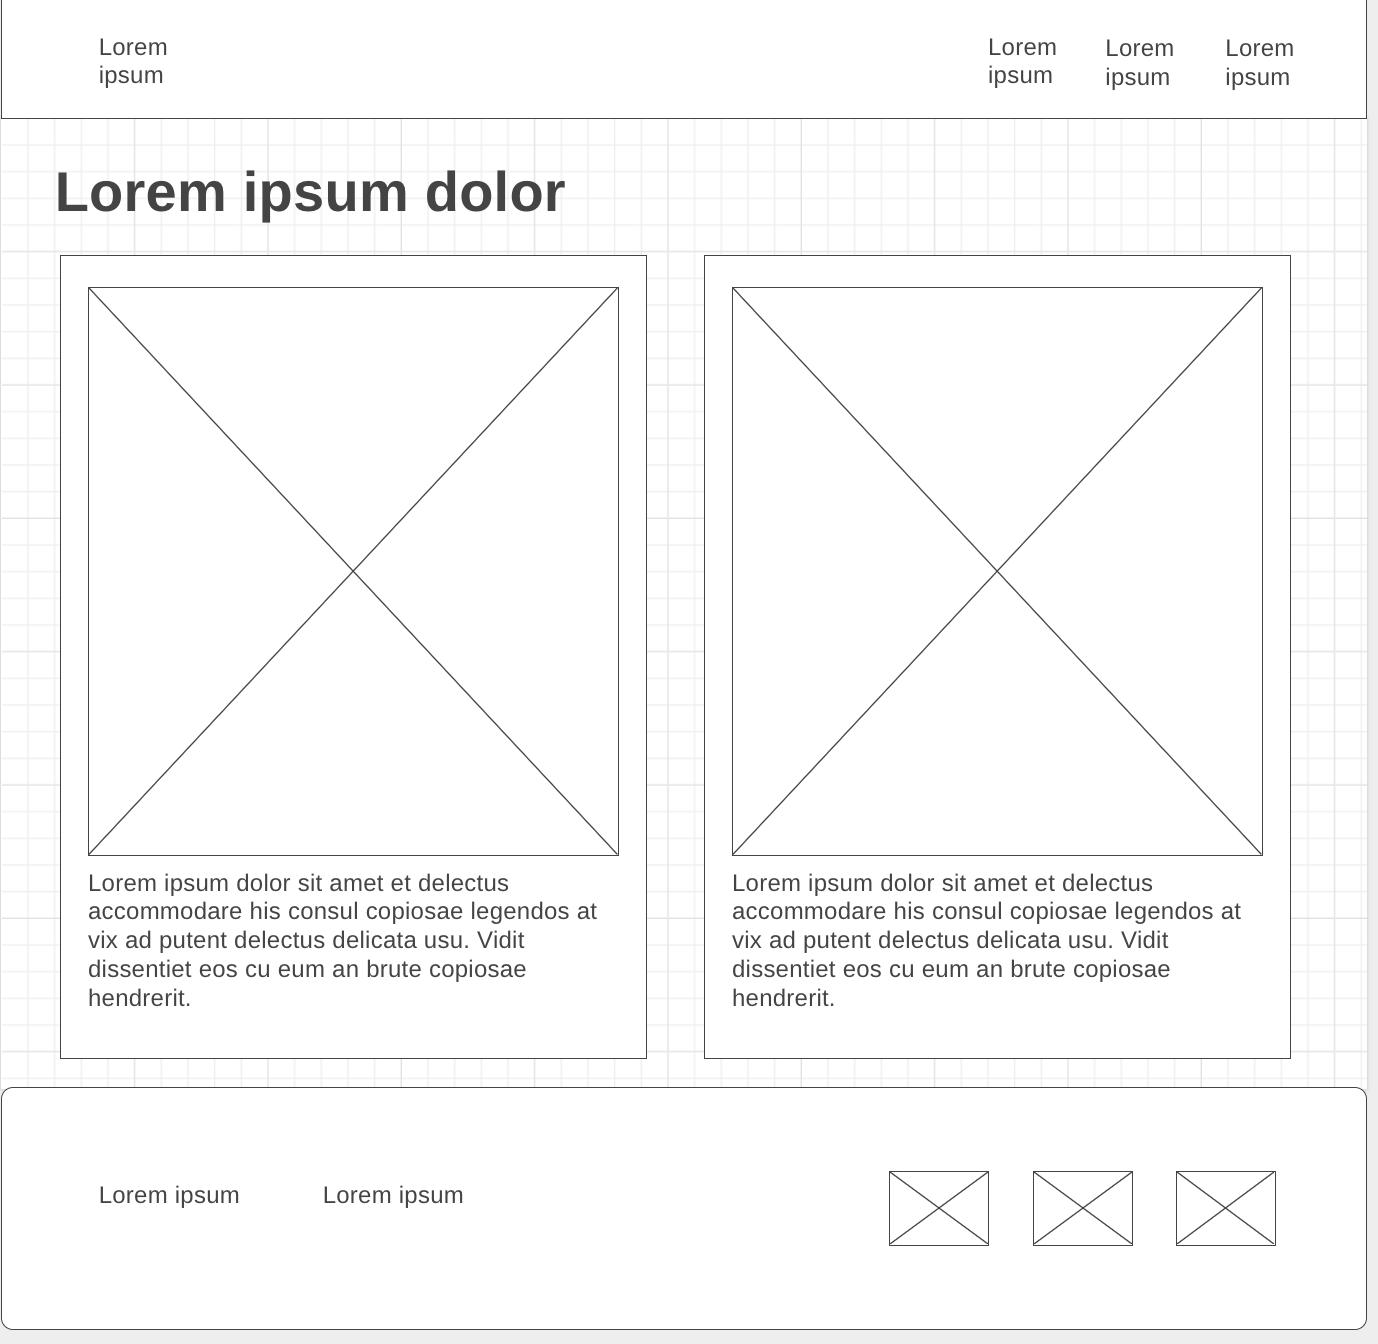 Lorem
ipsum
Lorem
ipsum
Lorem
ipsum
Lorem
ipsum
Lorem ipsum dolor
Lorem ipsum dolor sit amet et delectus
accommodare his consul copiosae legendos at
vix ad putent delectus delicata usu. Vidit
dissentiet eos cu eum an brute copiosae
hendrerit.
Lorem ipsum dolor sit amet et delectus
accommodare his consul copiosae legendos at
vix ad putent delectus delicata usu. Vidit
dissentiet eos cu eum an brute copiosae
hendrerit.
Lorem ipsum
Lorem ipsum